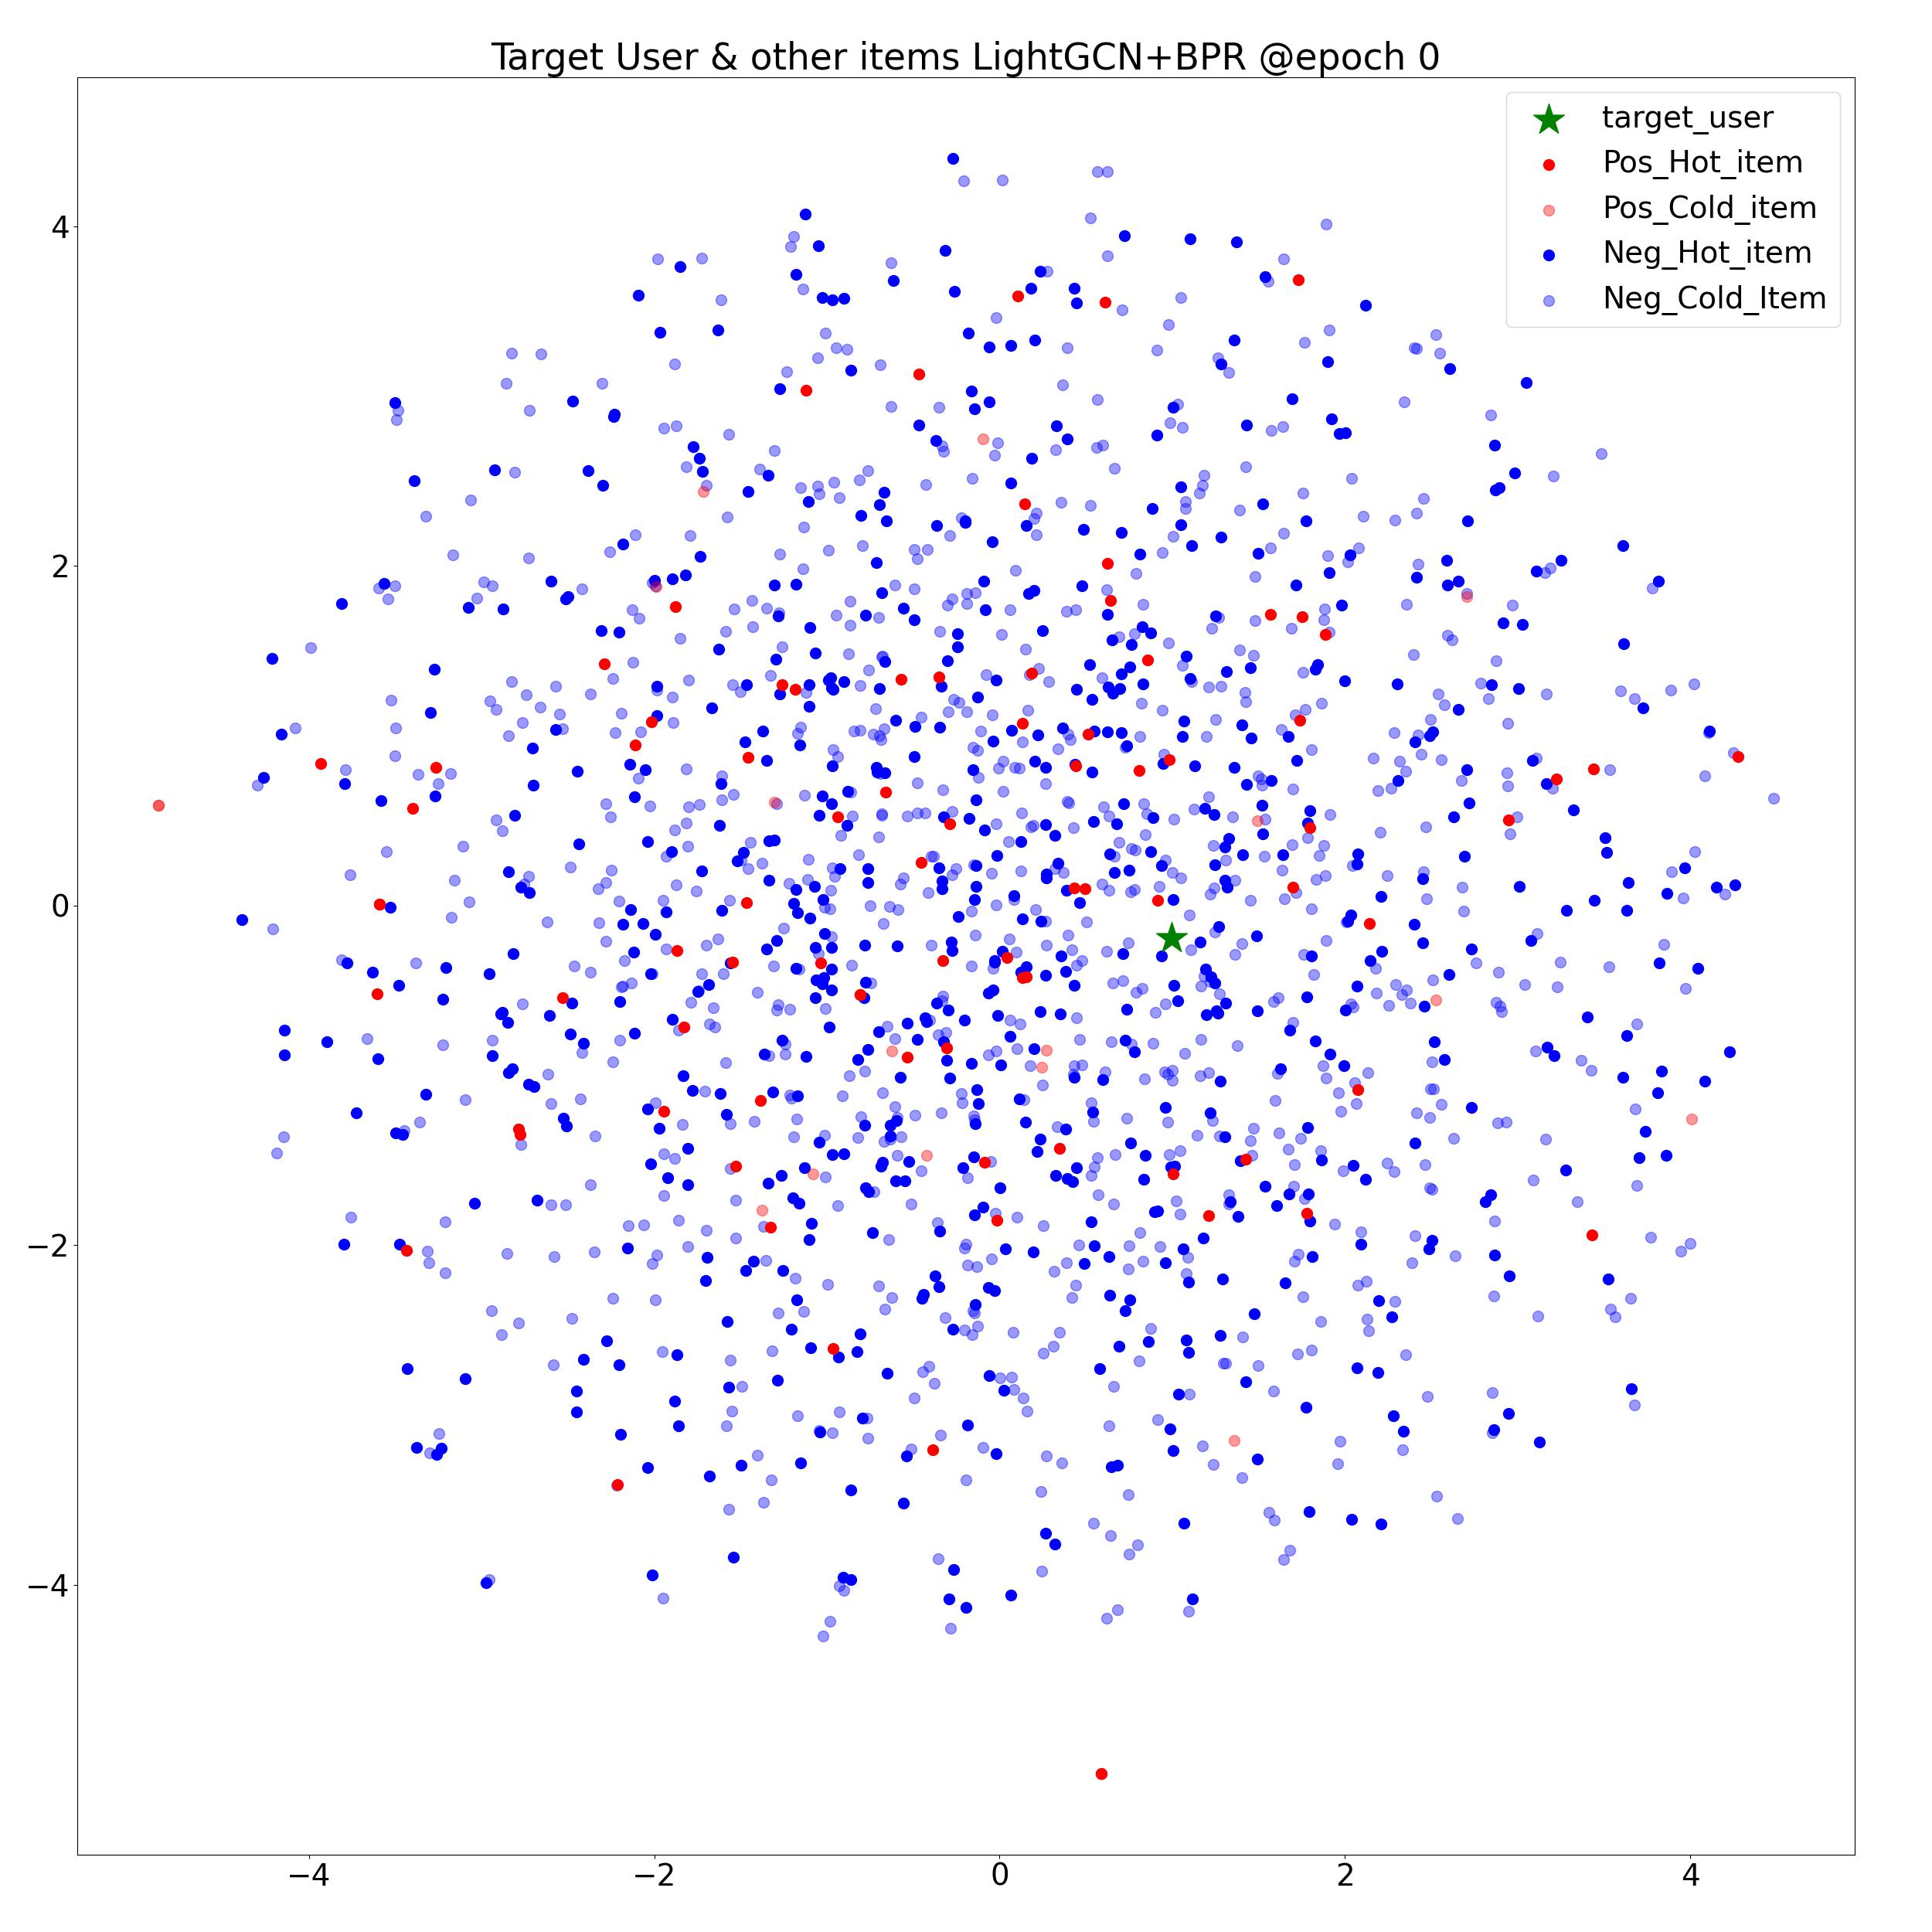 Target User & other items LightGCN+BPR @epoch 0
target_user
Pos_Hot_item
Pos_Cold_item
Neg_Hot_item
Neg_Cold_Item
4
2
0
−2
−4
−4
−2
0
2
4